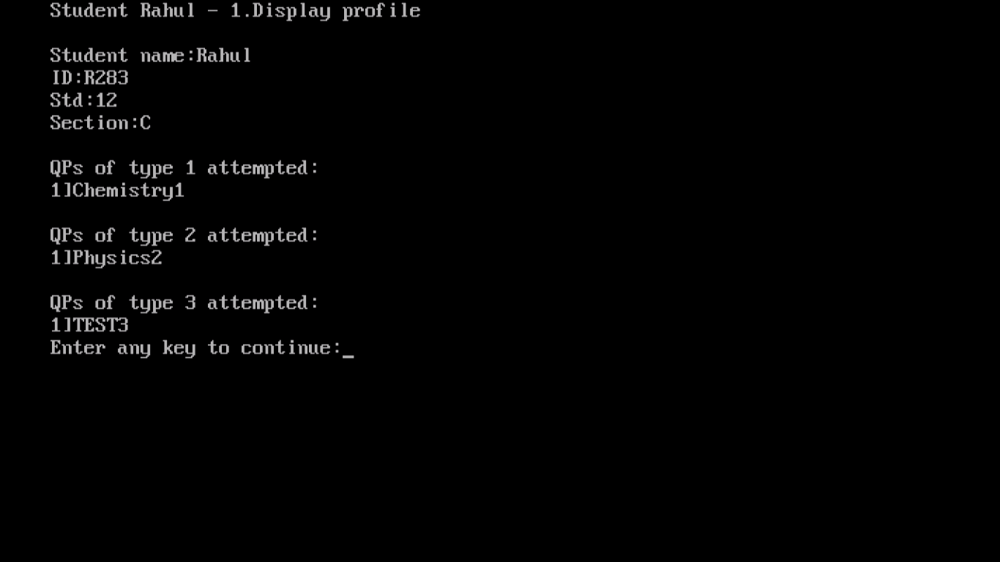 Student Rahul - 1.Display profile
Student name:Rahul
ID:R283
Std:12
Section:C
QPs of type 1 attempted:
1]Chemistry1
QPs of type 2 attempted:
1]Physics2
QPs of type 3 attempted:
1]TEST3
Enter any key to continue:_